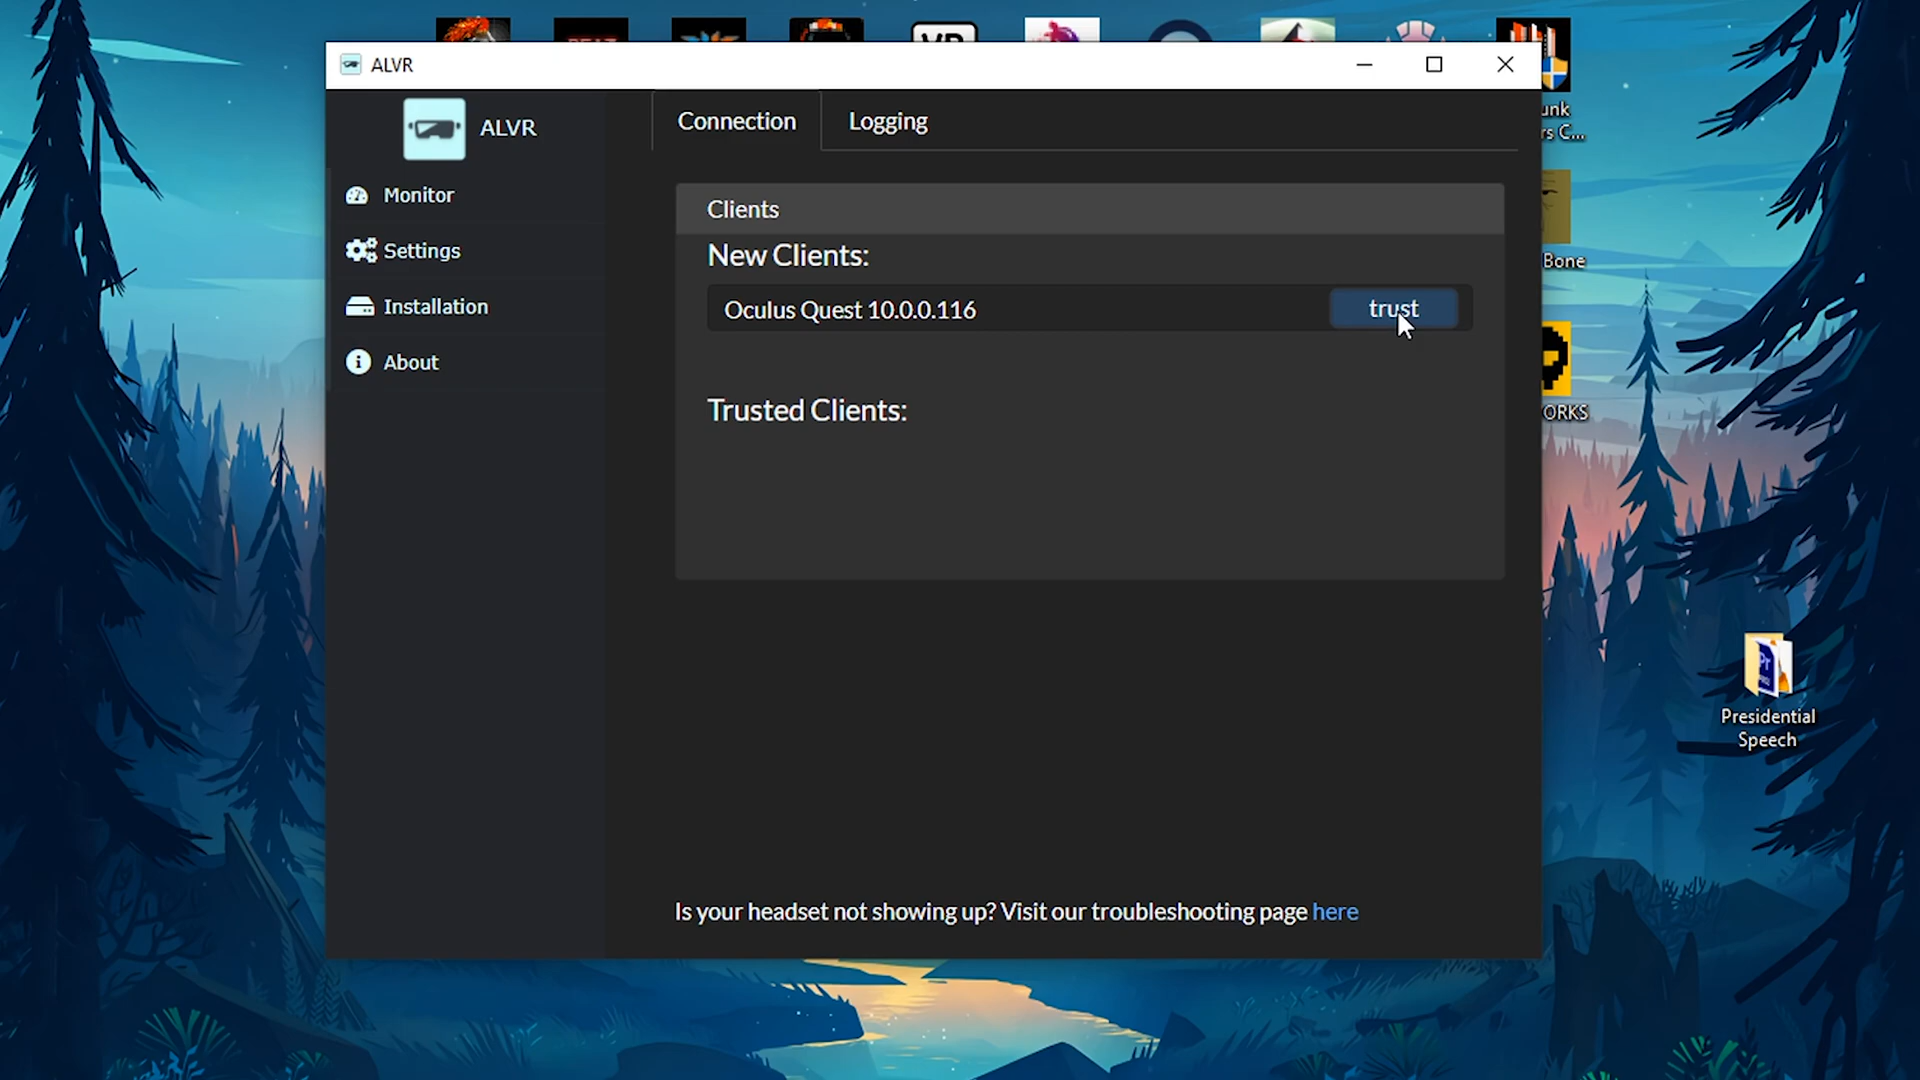 VR
ALVR
ALVR
Monitor
Settings
Installation
About
Connection
Logging
Clients
New Clients:
Oculus Quest 10.0.0.116
trust
Trusted Clients:
Is your headset not showing up? Visit our troubleshooting page here
Bone
Presidential
Speech